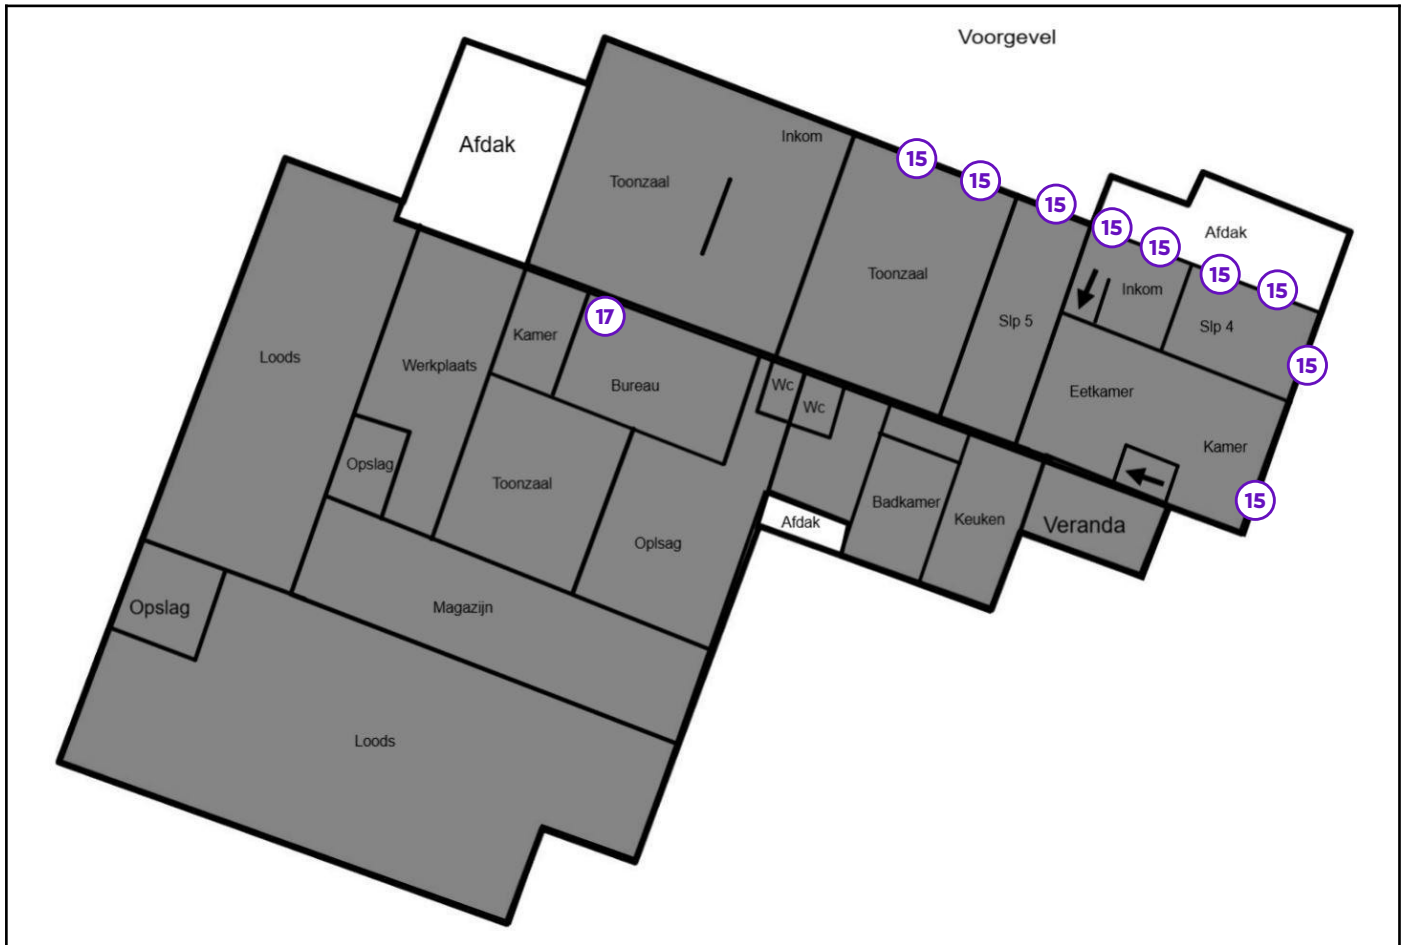 Voorgevel
Afdak
Inkom
Toonzaal
15
15
15
15
15
15
15
Afdak
Toonzaal
Inkom
Slp 5
Slp 4
17
Kamer
Loods
Werkplaats
Bureau
Wc
Wc
15
Eetkamer
Kamer
Opslag
Toonzaal
Badkamer
Keuken
15
Afdak
Veranda
Oplsag
Opslag
Magazijn
Loods